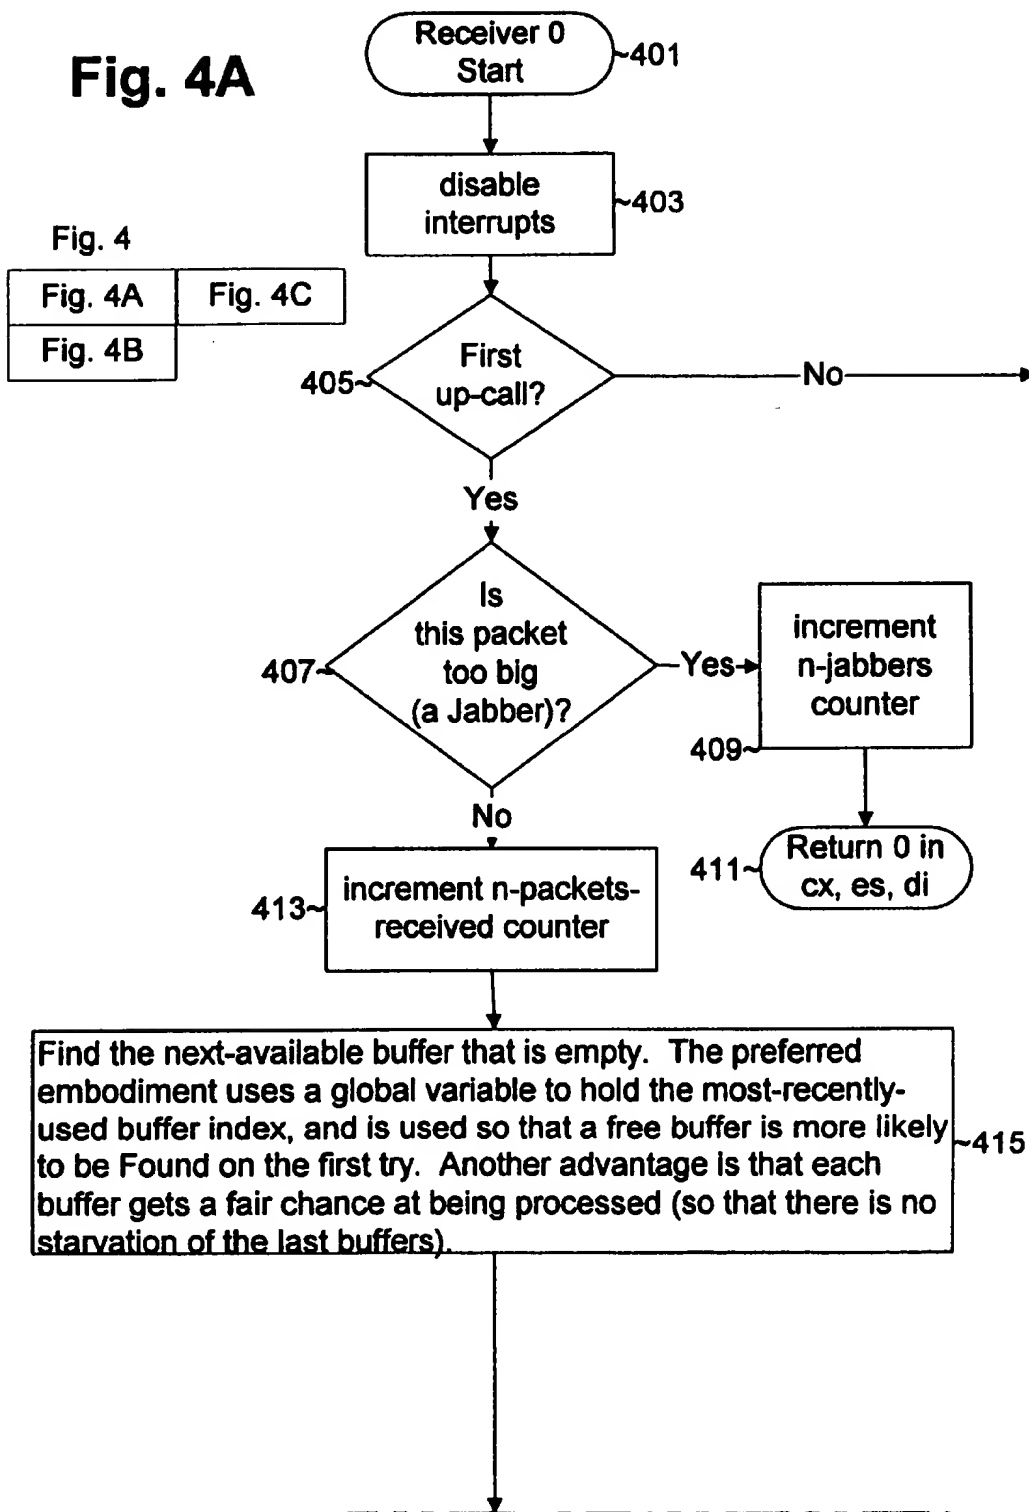 Fig. 4A
Receiver 0
Start
~401
disable
interrupts
~403
Fig. 4
Fig. 4A
Fig. 4C
Fig. 4B
First
up-call?
405~
No
Yes
Is
this packet
too big
(a Jabber)?
407~
Yes
increment
n-jabbers
counter
409~
No
Return 0 in
cx, es, di
411~
increment n-packets-
received counter
413~
Find the next-available buffer that is empty. The preferred
embodiment uses a global variable to hold the most-recently-
used buffer index, and is used so that a free buffer is more likely
to be Found on the first try. Another advantage is that each
buffer gets a fair chance at being processed (so that there is no
starvation of the last buffers).
~415